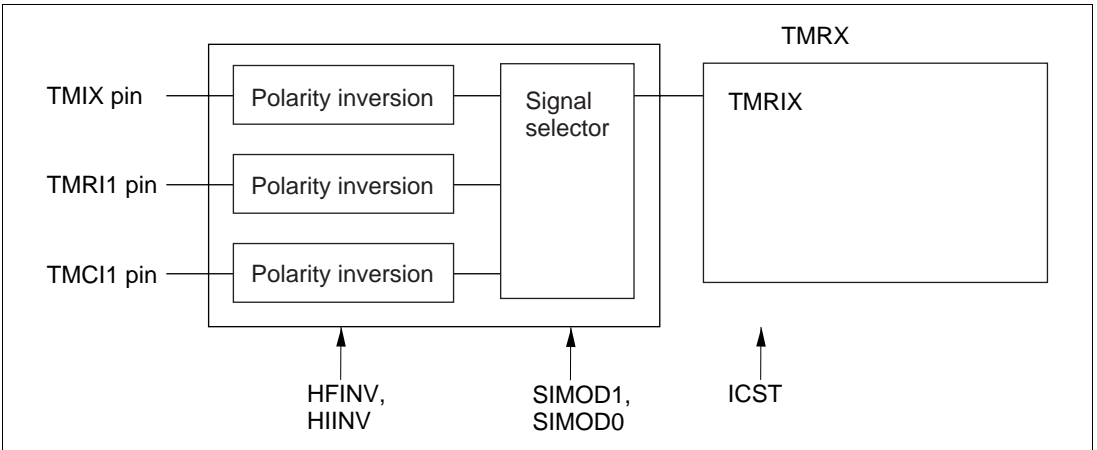 TMRX
TMIX pin
Polarity inversion
Signal
selector
TMRIX
TMRI1 pin
Polarity inversion
TMCI1 pin
Polarity inversion
HFINV,
HIINV
SIMOD1,
SIMOD0
ICST